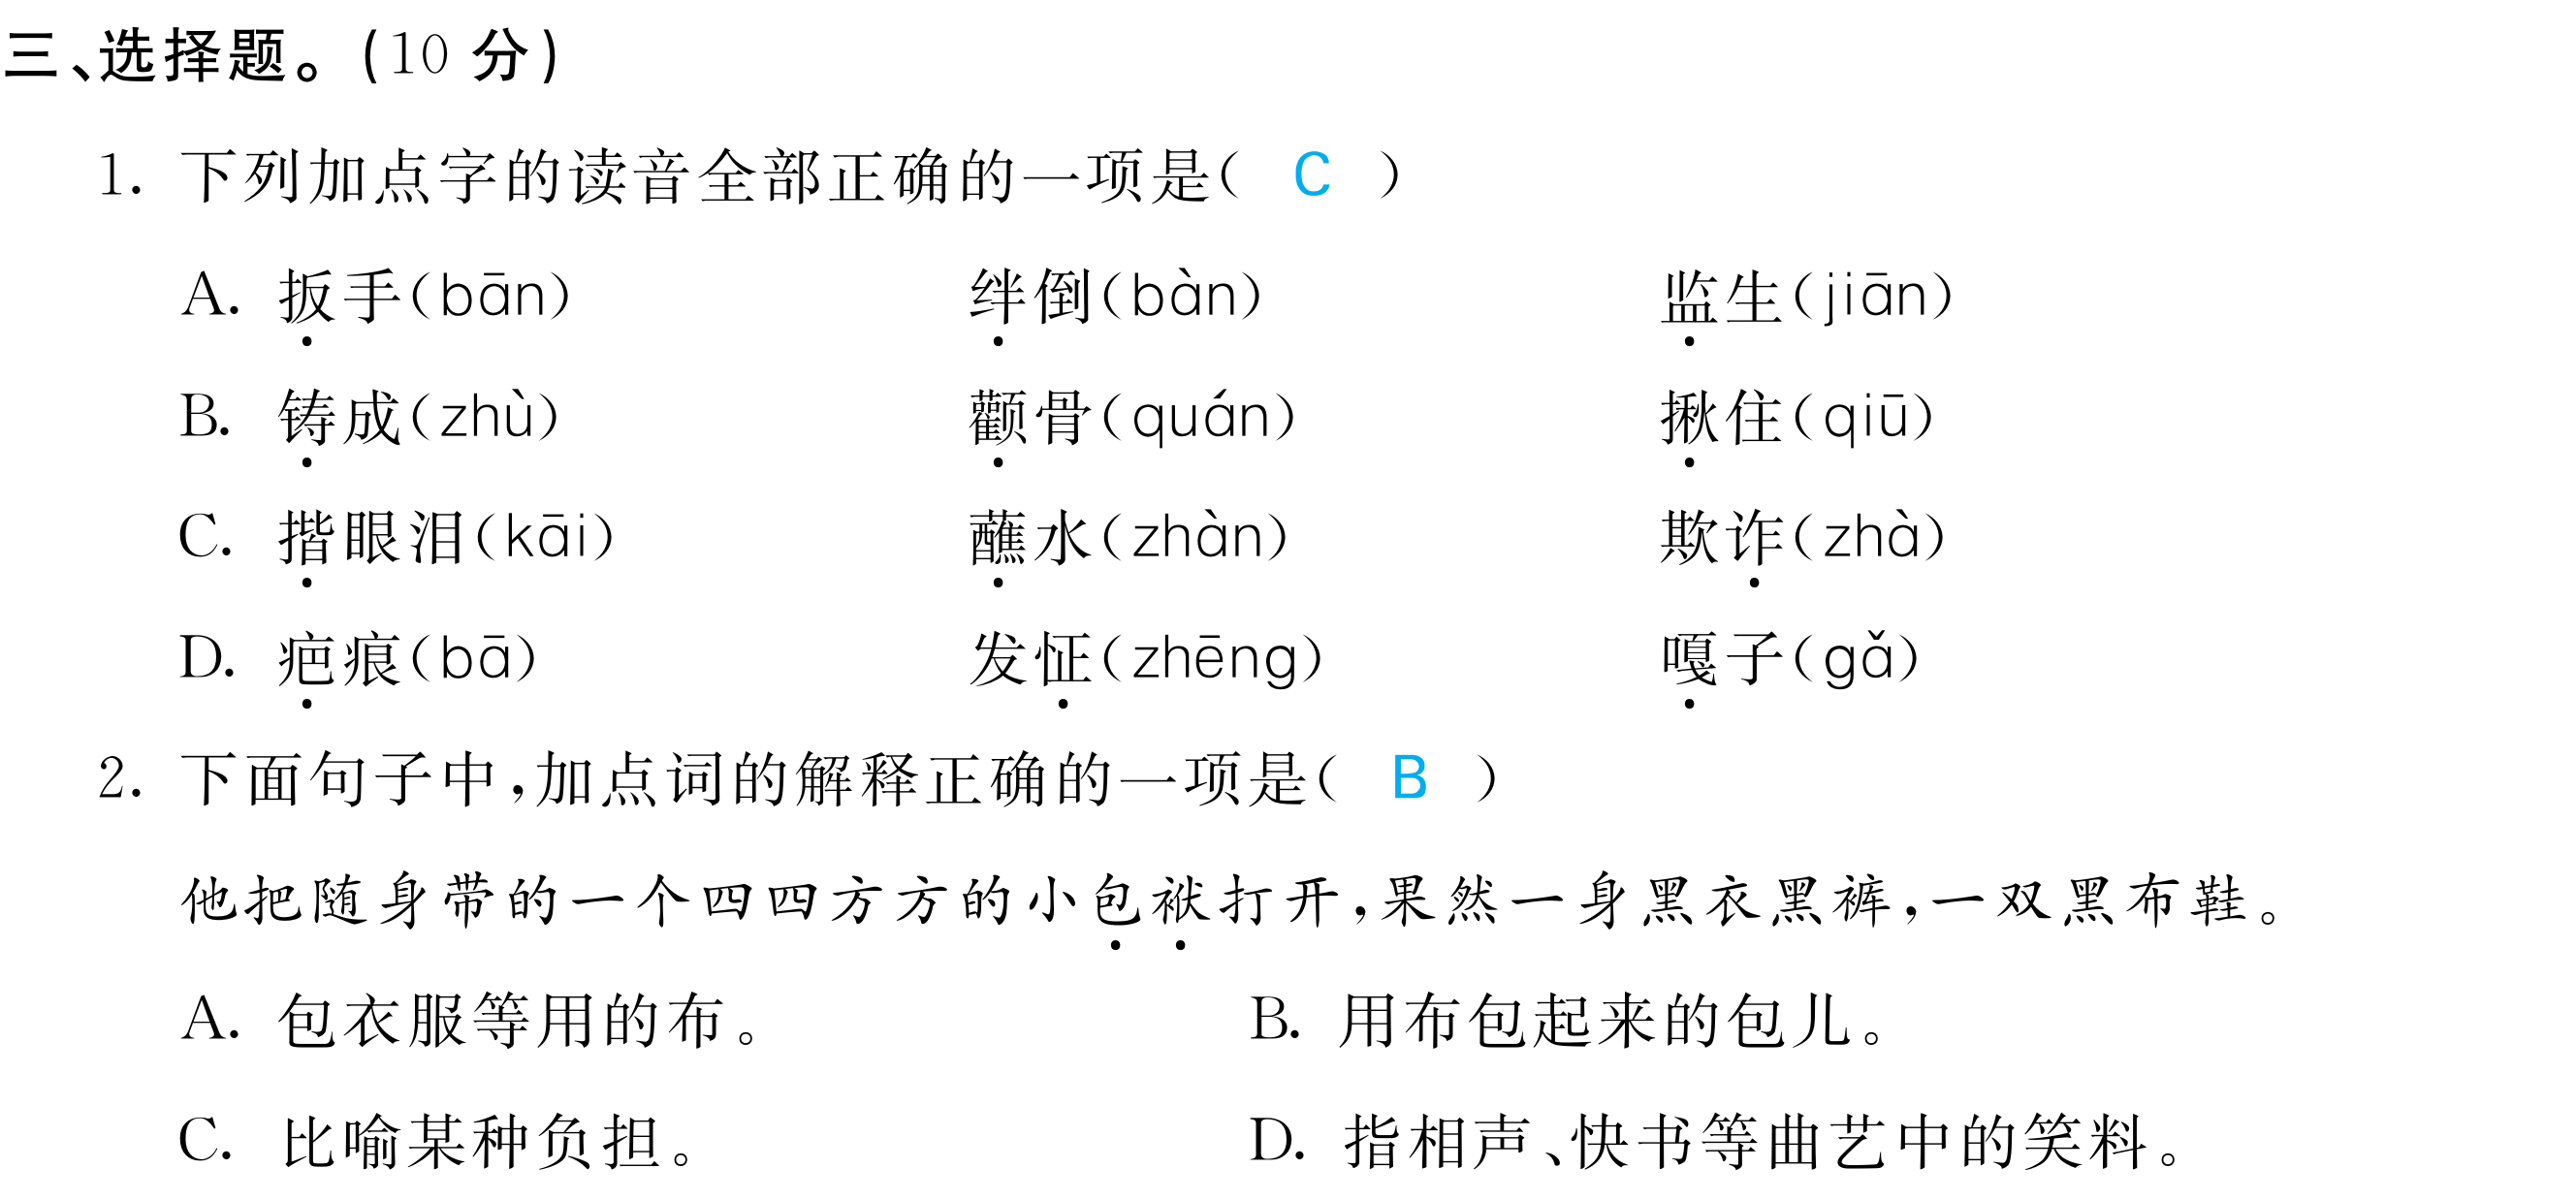 三、选择题。(10 分)
1. 下列加点字的读音全部正确的一项是( C )
A. 扳手(bān) 绊倒(bàn) 监生(jiān)
B. 铸成(zhù) 颧骨(quán) 揪住(qiū)
C. 揩眼泪(kāi) 蘸水(zhàn) 欺诈(zhà)
D. 疤痕(bā) 发怔(zhēng) 嘎子(gǎ)
2. 下面句子中,加点词的解释正确的一项是( B )
他把随身带的一个四四方方的小包袱打开,果然一身黑衣黑裤,一双黑布鞋。
A. 包衣服等用的布。 B. 用布包起来的包儿。
C. 比喻某种负担。 D. 指相声、快书等曲艺中的笑料。